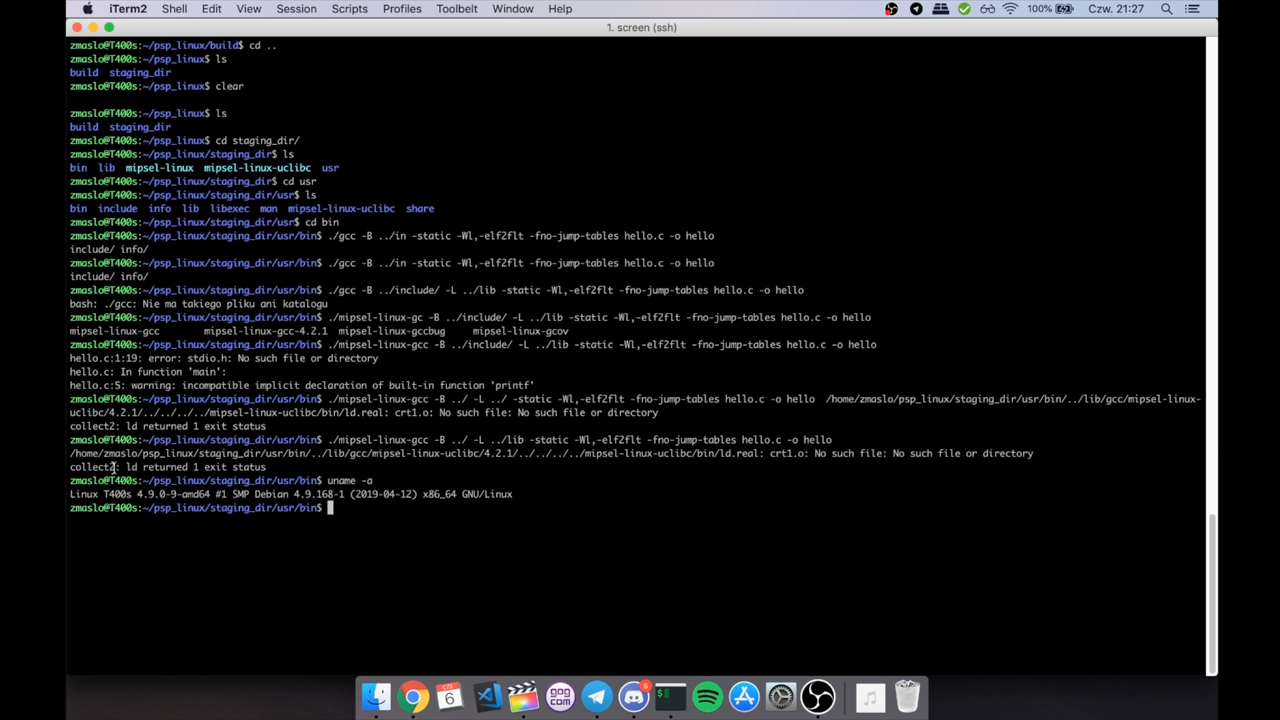 iTerm2 Shell Edit View Session Scripts Profiles Toolbelt Window Help 100% Czw. 21:27
1. screen (ssh)
zmaslo@T400s:~/psp_linux/build$ cd ..
zmaslo@T400s:~/psp_linux$ ls
build staging_dir
zmaslo@T400s:~/psp_linux$ clear
zmaslo@T400s:~/psp_linux$ ls
build staging_dir
zmaslo@T400s:~/psp_linux$ cd staging_dir/
zmaslo@T400s:~/psp_linux/staging_dir$ ls
bin lib mipsel-linux mipsel-linux-uclibc usr
zmaslo@T400s:~/psp_linux/staging_dir$ cd usr
zmaslo@T400s:~/psp_linux/staging_dir/usr$ ls
bin include info lib libexec man mipsel-linux-uclibc share
zmaslo@T400s:~/psp_linux/staging_dir/usr$ cd bin
zmaslo@T400s:~/psp_linux/staging_dir/usr/bin$ ./gcc -B ../in -static -Wl,-elf2flt -fno-jump-tables hello.c -o hello
include/ info/
zmaslo@T400s:~/psp_linux/staging_dir/usr/bin$ ./gcc -B ../in -static -Wl,-elf2flt -fno-jump-tables hello.c -o hello
include/ info/
zmaslo@T400s:~/psp_linux/staging_dir/usr/bin$ ./gcc -B ../include/ -L ../lib -static -Wl,-elf2flt -fno-jump-tables hello.c -o hello
bash: ./gcc: Nie ma takiego pliku ani katalogu
zmaslo@T400s:~/psp_linux/staging_dir/usr/bin$ ./mipsel-linux-gc -B ../include/ -L ../lib -static -Wl,-elf2flt -fno-jump-tables hello.c -o hello
mipsel-linux-gcc mipsel-linux-gcc-4.2.1 mipsel-linux-gccbug mipsel-linux-gcov
zmaslo@T400s:~/psp_linux/staging_dir/usr/bin$ ./mipsel-linux-gcc -B ../include/ -L ../lib -static -Wl,-elf2flt -fno-jump-tables hello.c -o hello
hello.c:1:19: error: stdio.h: No such file or directory
hello.c: In function 'main':
hello.c:5: warning: incompatible implicit declaration of built-in function 'printf'
zmaslo@T400s:~/psp_linux/staging_dir/usr/bin$ ./mipsel-linux-gcc -B ../ -L ../ -static -Wl,-elf2flt -fno-jump-tables hello.c -o hello /home/zmaslo/psp_linux/staging_dir/usr/bin/../lib/gcc/mipsel-linux-
uclibc/4.2.1/../../../../mipsel-linux-uclibc/bin/ld.real: crt1.o: No such file: No such file or directory
collect2: ld returned 1 exit status
zmaslo@T400s:~/psp_linux/staging_dir/usr/bin$ ./mipsel-linux-gcc -B ../ -L ../lib -static -Wl,-elf2flt -fno-jump-tables hello.c -o hello
/home/zmaslo/psp_linux/staging_dir/usr/bin/../lib/gcc/mipsel-linux-uclibc/4.2.1/../../../../mipsel-linux-uclibc/bin/ld.real: crt1.o: No such file: No such file or directory
collect2: ld returned 1 exit status
zmaslo@T400s:~/psp_linux/staging_dir/usr/bin$ uname -a
Linux T400s 4.9.0-9-amd64 #1 SMP Debian 4.9.168-1 (2019-04-12) x86_64 GNU/Linux
zmaslo@T400s:~/psp_linux/staging_dir/usr/bin$
CZE 6 gog com 6 $